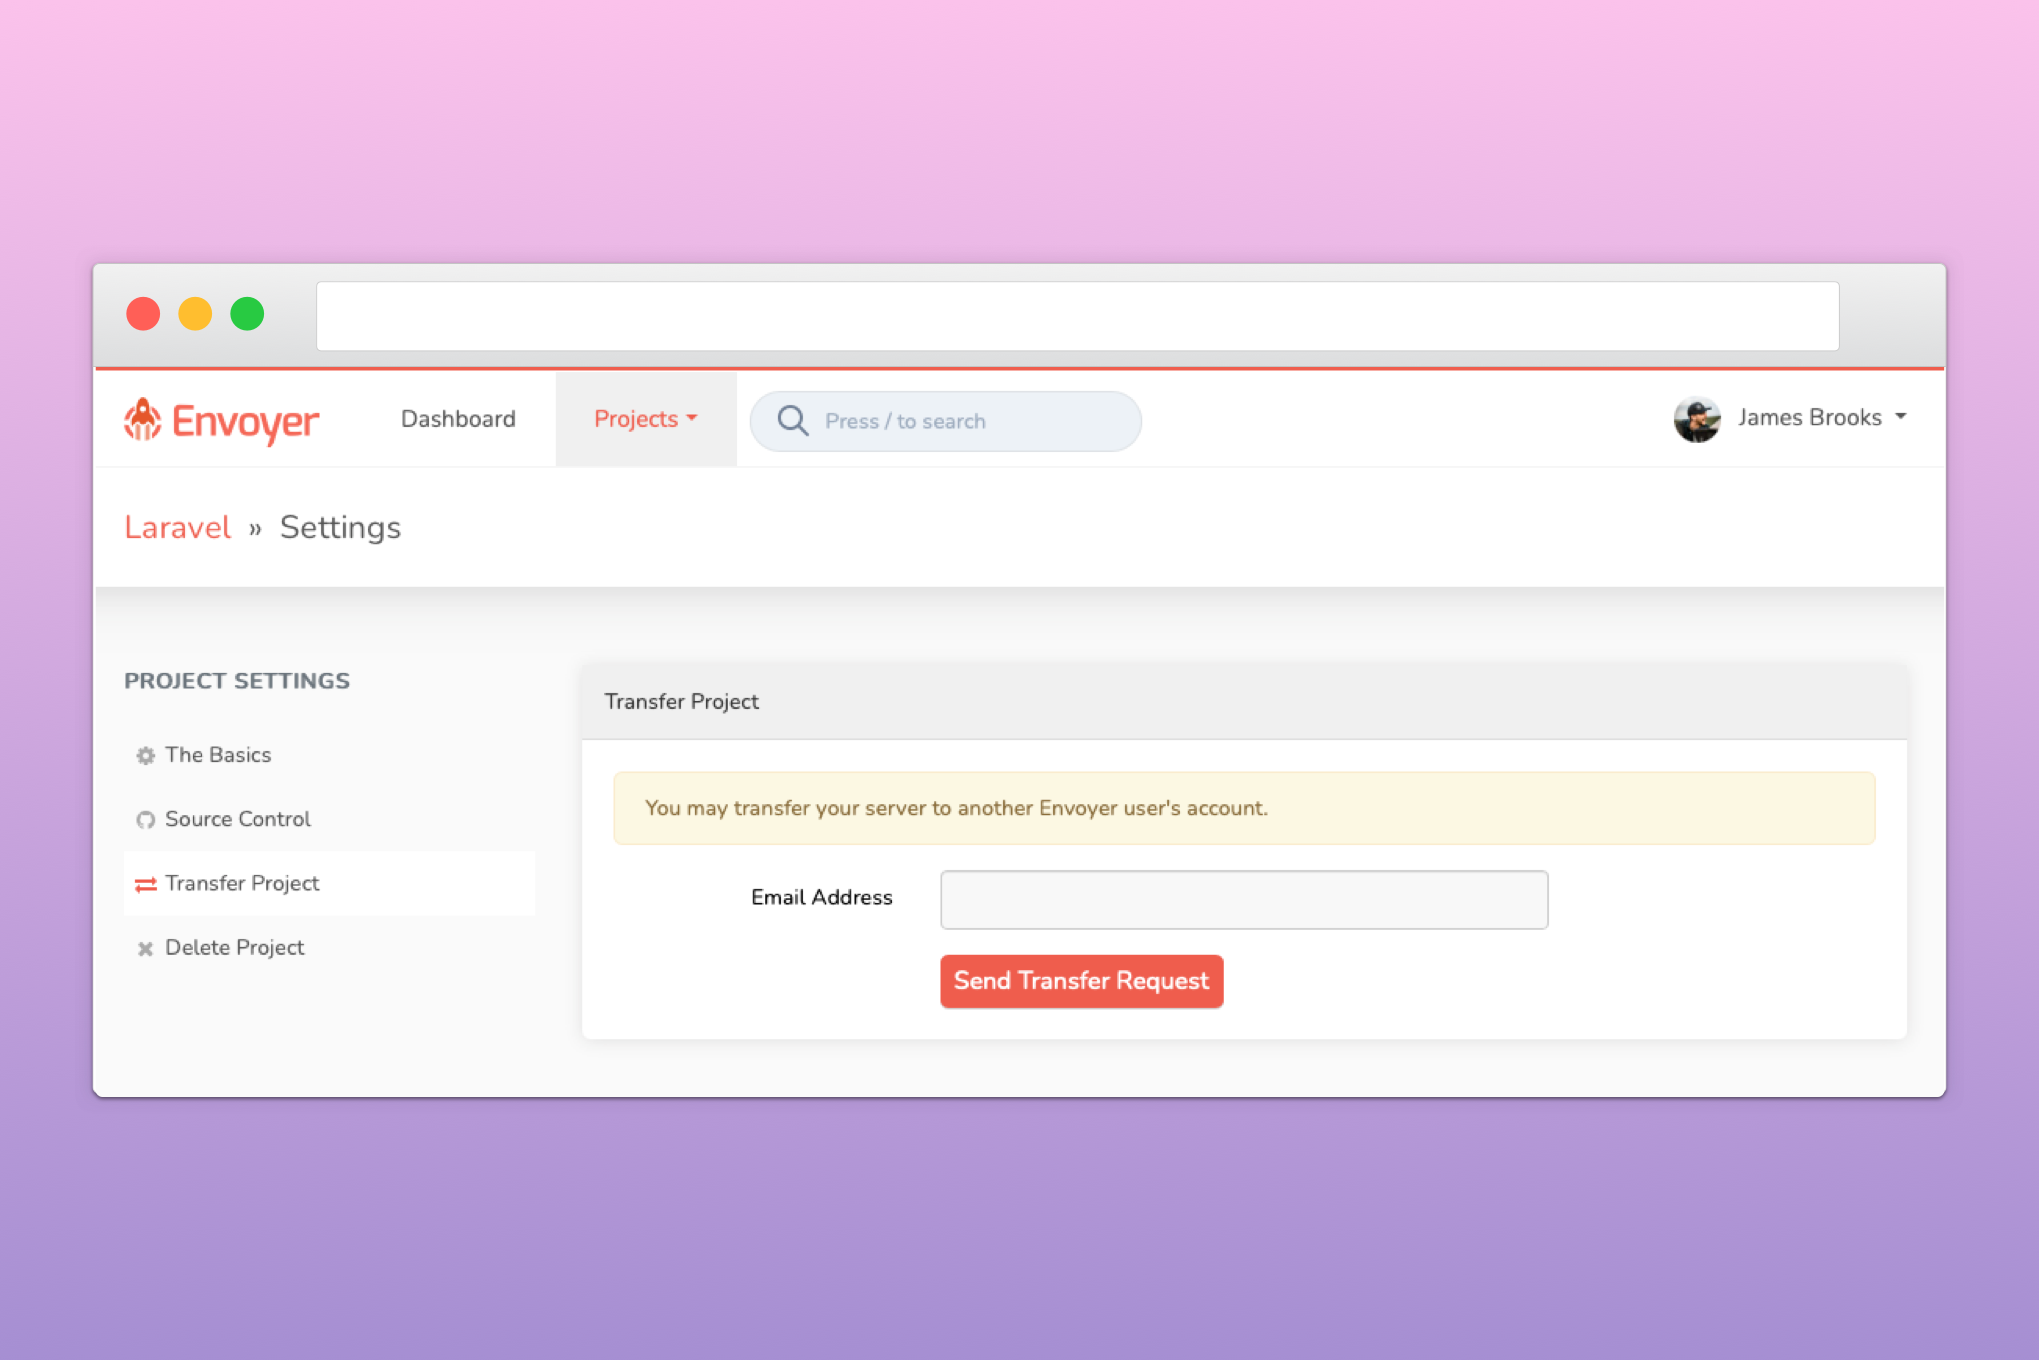 Envoyer
Dashboard
Projects
Press / to search
James Brooks
Laravel » Settings
PROJECT SETTINGS
The Basics
Source Control
Transfer Project
Delete Project
Transfer Project
You may transfer your server to another Envoyer user's account.
Email Address
Send Transfer Request